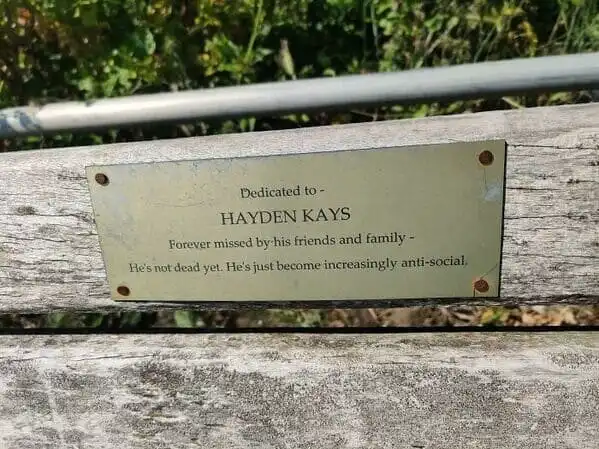 Dedicated to -
HAYDEN KAYS
Forever missed by his friends and family -
He's not dead yet. He's just become increasingly anti-social.